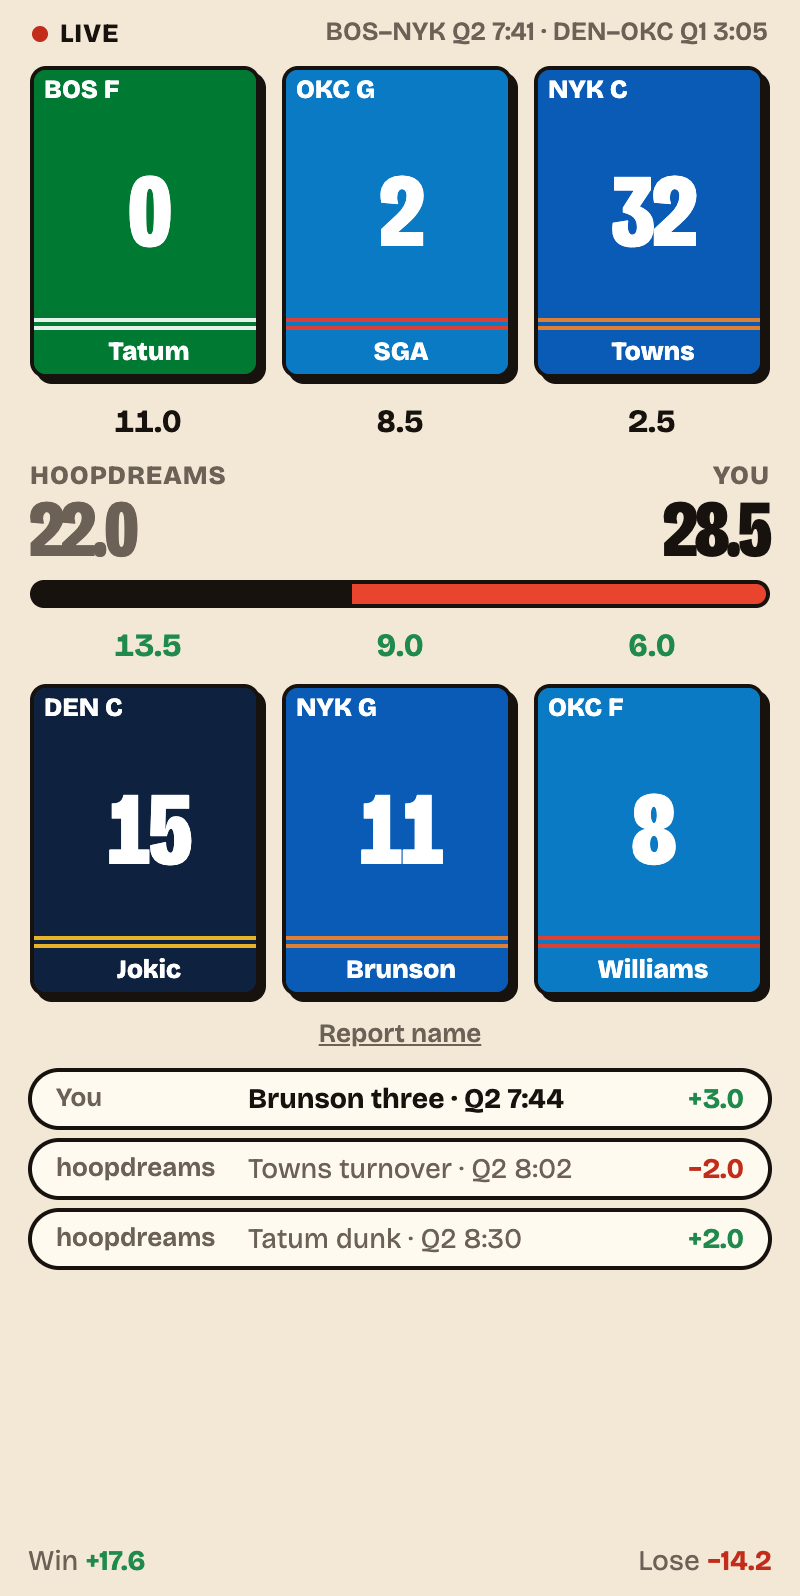 LIVE BOS–NYK Q2 7:41 · DEN–OKC Q1 3:05
BOS F OKC G NYK C
0 2 32
Tatum SGA Towns
11.0 8.5 2.5
HOOPDREAMS YOU
22.0 28.5
13.5 9.0 6.0
DEN C NYK G OKC F
15 11 8
Jokic Brunson Williams
Report name
You Brunson three · Q2 7:44 +3.0
hoopdreams Towns turnover · Q2 8:02 −2.0
hoopdreams Tatum dunk · Q2 8:30 +2.0
Win +17.6 Lose −14.2